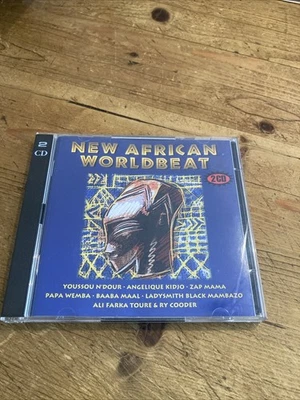 2
CD
NEW AFRICAN
WORLDBEAT
2CD
YOUSSOU N'DOUR · ANGELIQUE KIDJO · ZAP MAMA
PAPA WEMBA · BAABA MAAL · LADYSMITH BLACK MAMBAZO
ALI FARKA TOURE & RY COODER